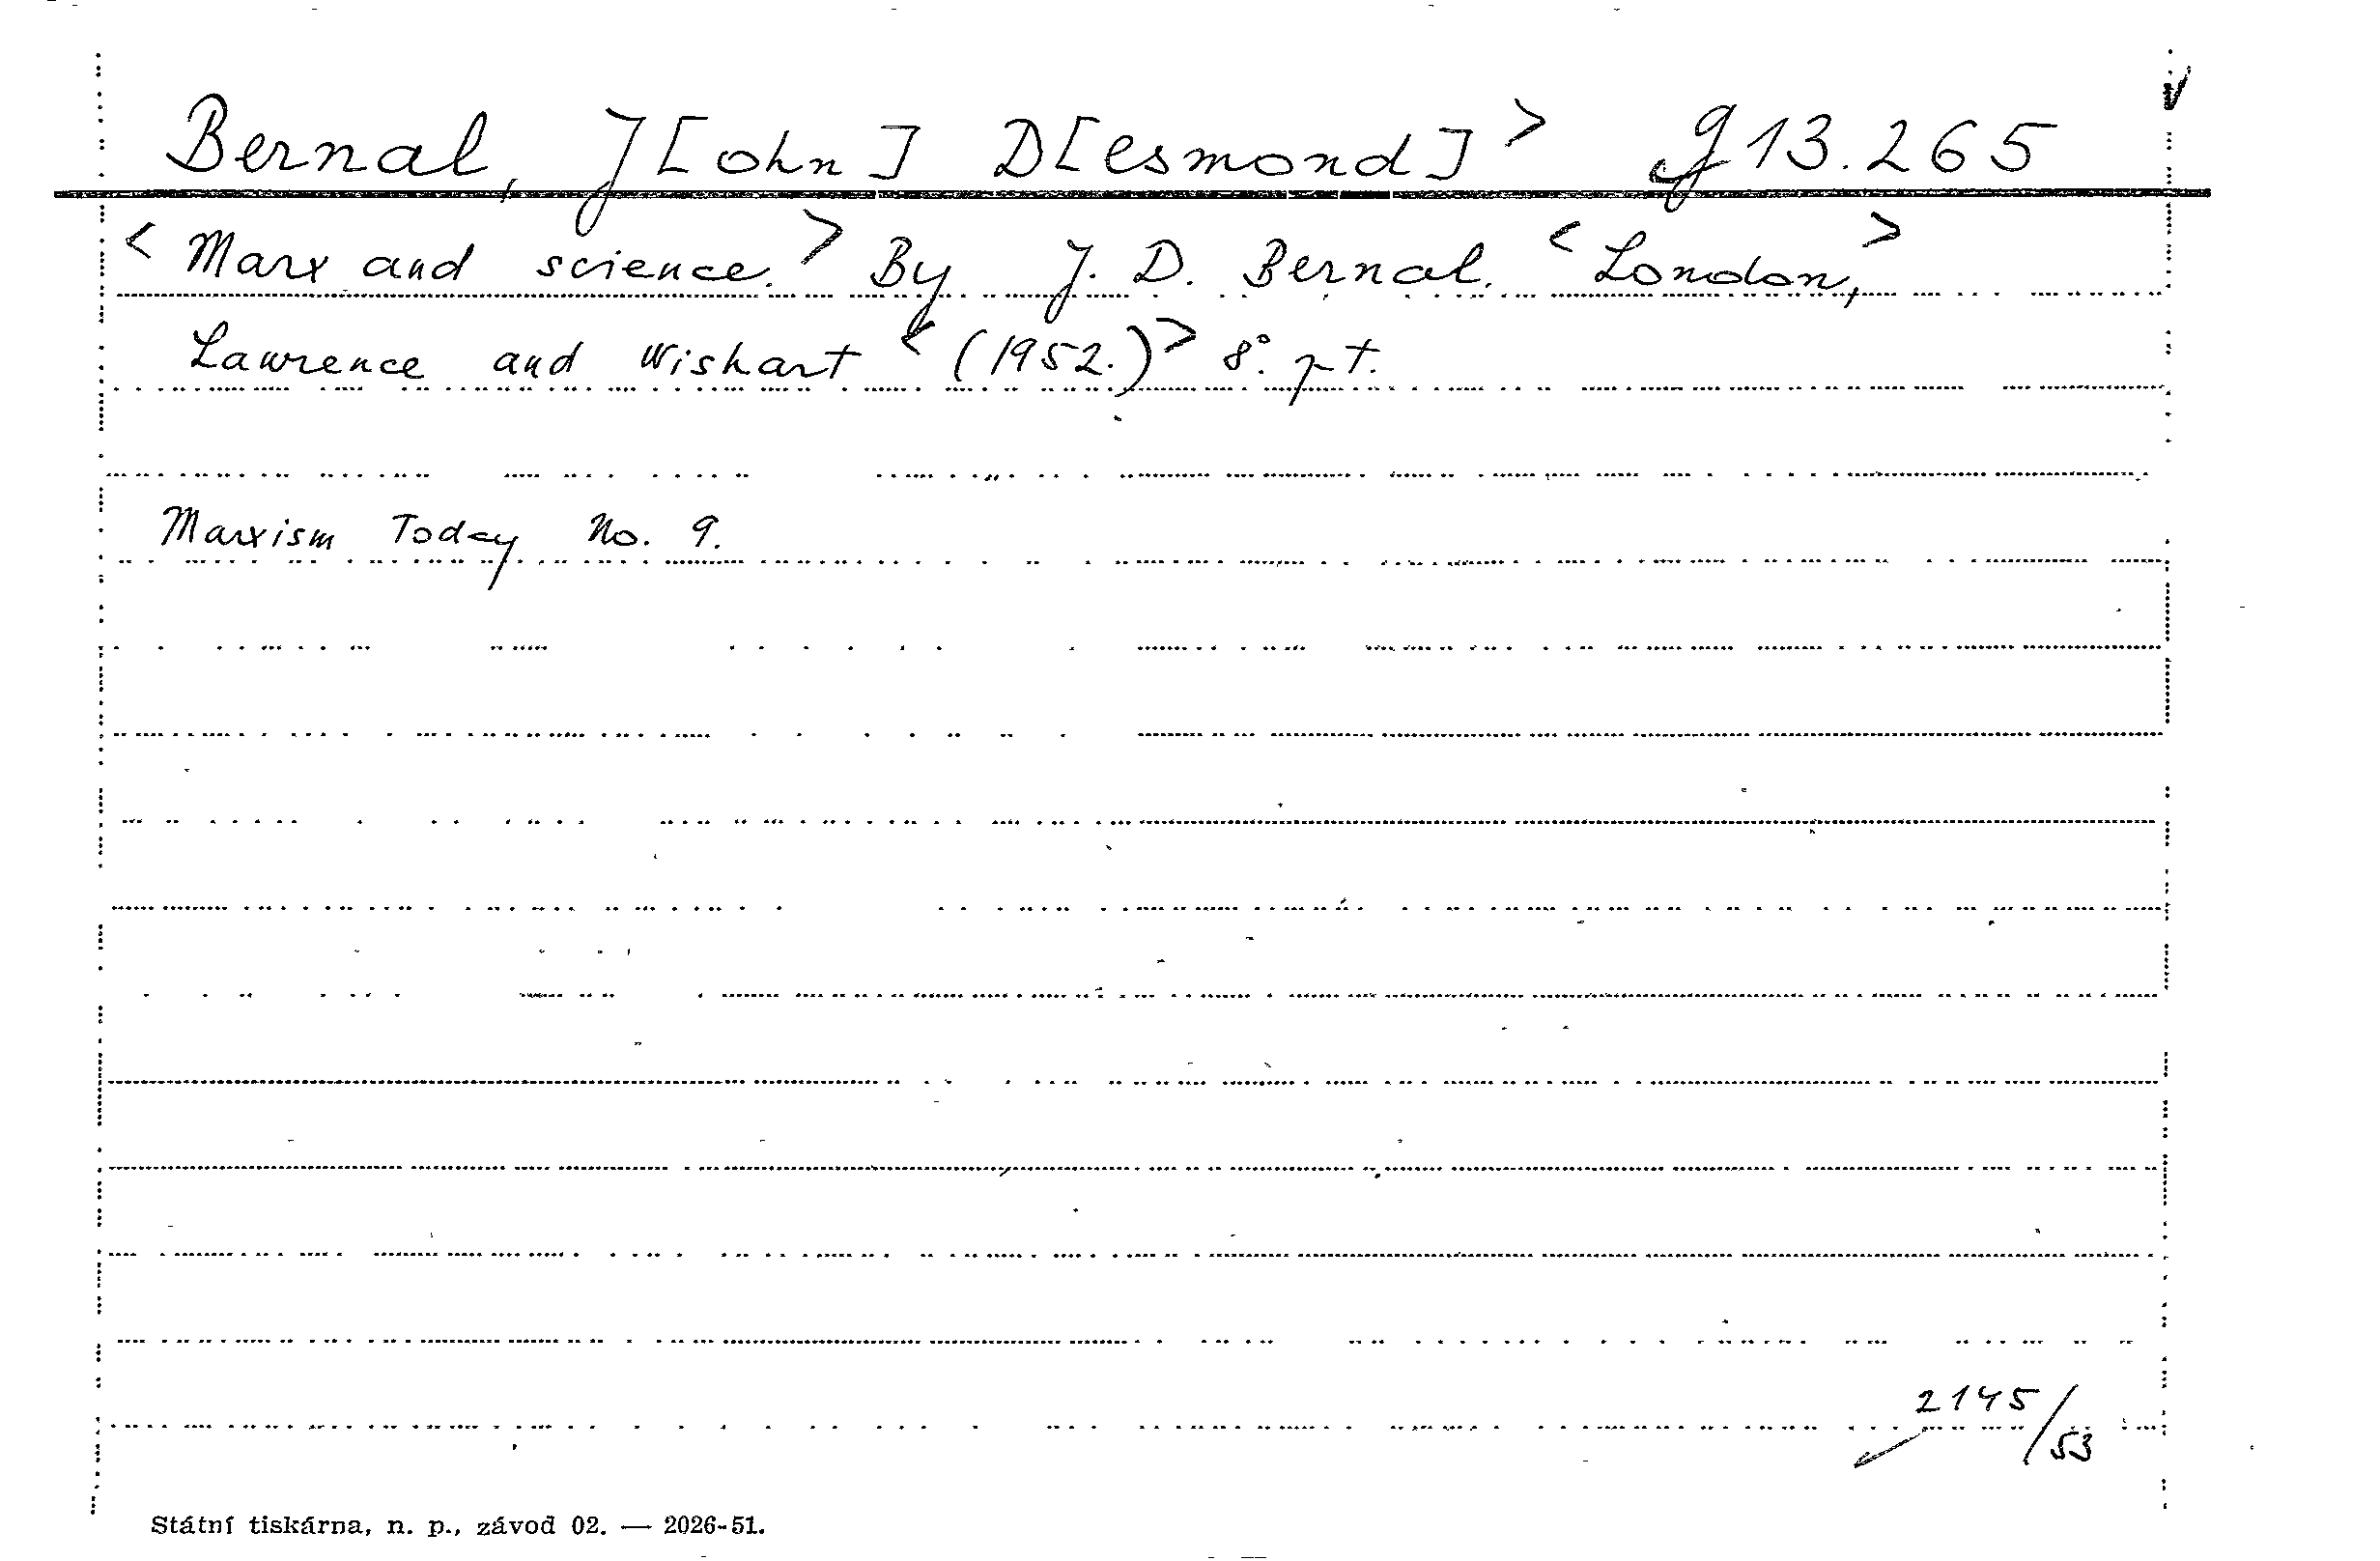 Bernal, J[ohn] D[esmond]> g 13.265
<Marx and science.> By J. D. Bernal. <London,>
Lawrence and Wishart <(1952.)> 8°. pt.
Marxism Today No. 9.
2145/53
Státní tiskárna, n. p., závod 02. — 2026-51.